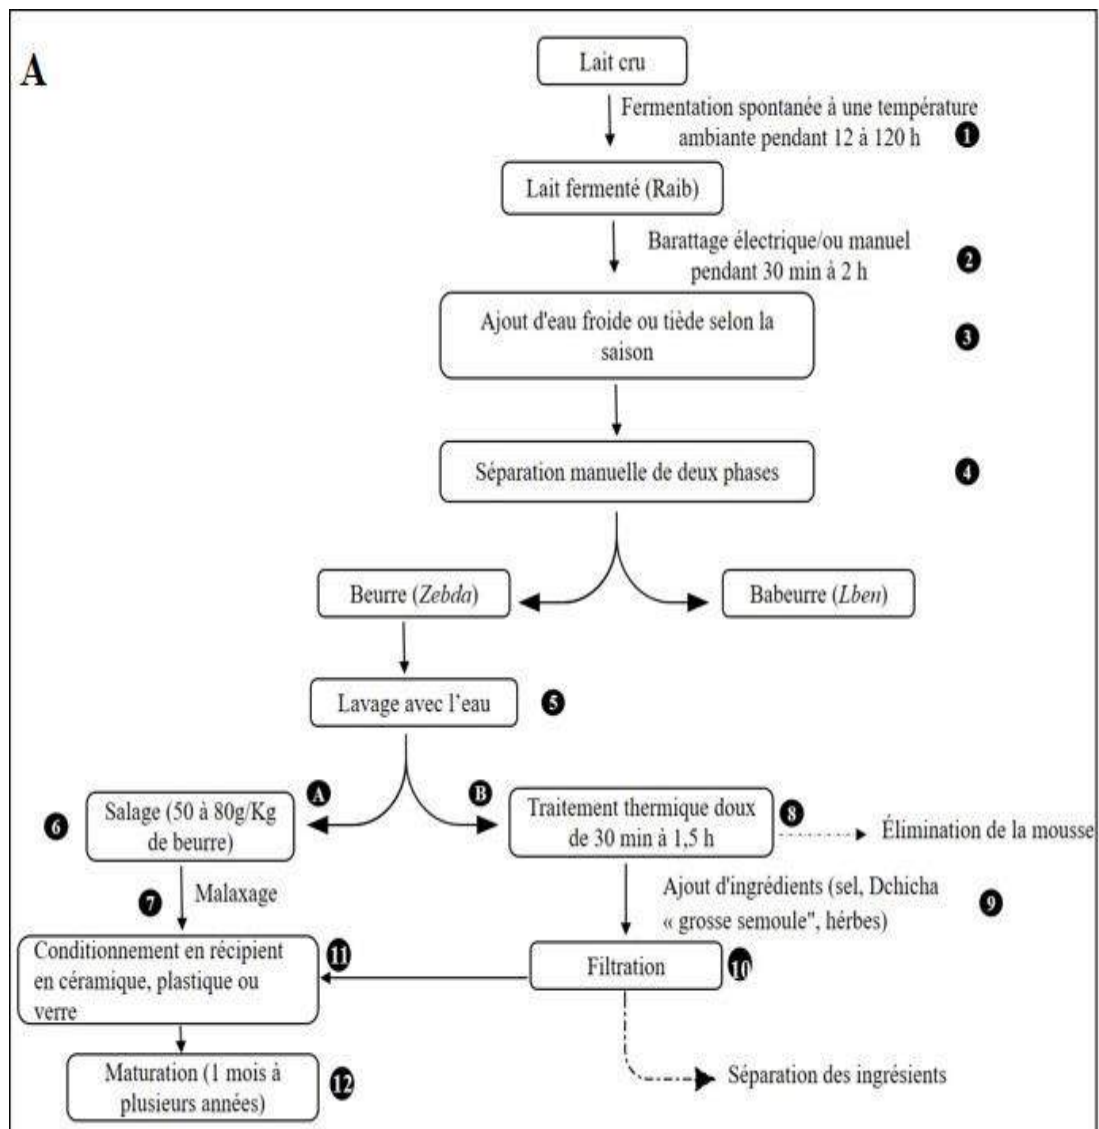 A
Lait cru
Fermentation spontanée à une température
ambiante pendant 12 à 120 h
1
Lait fermenté (Raib)
Barattage électrique/ou manuel
pendant 30 min à 2 h
2
Ajout d'eau froide ou tiède selon la
saison
3
Séparation manuelle de deux phases
4
Beurre (Zebda)
Babeurre (Lben)
Lavage avec l’eau
5
A
B
6
Salage (50 à 80g/Kg
de beurre)
Traitement thermique doux
de 30 min à 1,5 h
8
Élimination de la mousse
7
Malaxage
Ajout d'ingrédients (sel, Dchicha
« grosse semoule", hérbes)
9
Conditionnement en récipient
en céramique, plastique ou
verre
11
Filtration
10
Maturation (1 mois à
plusieurs années)
12
Séparation des ingrésients